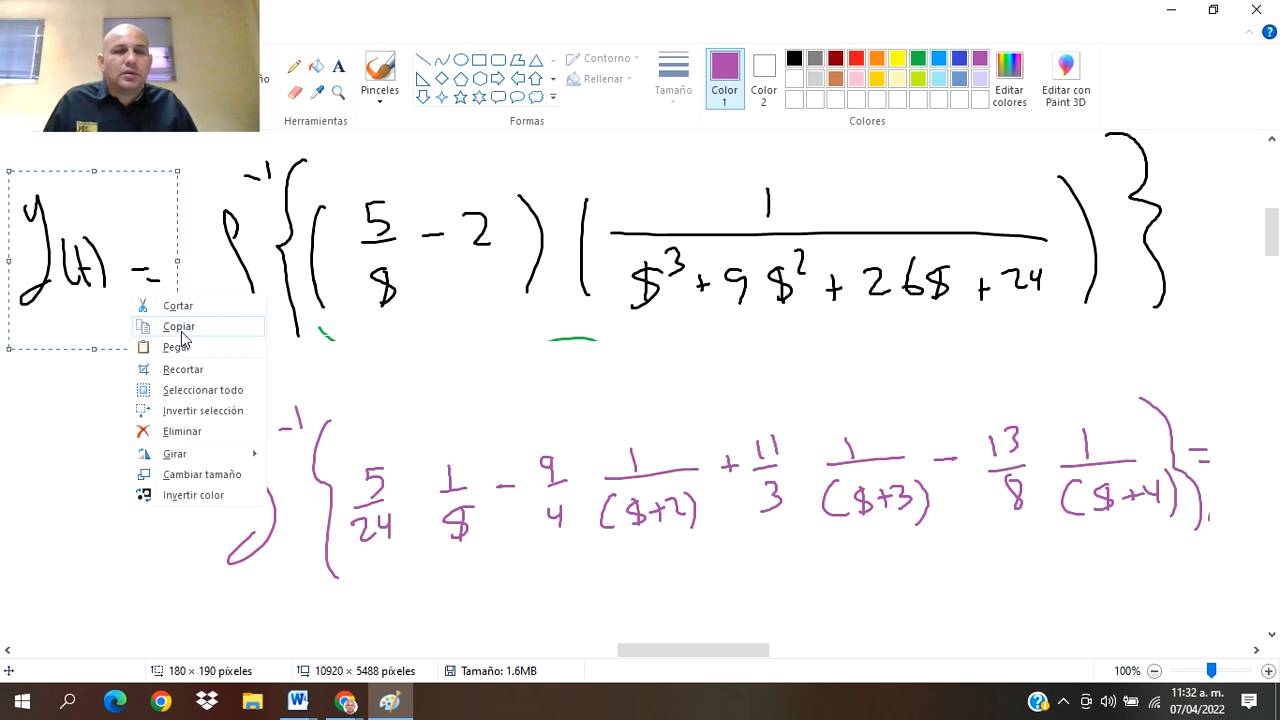 Contorno
Rellenar
Pinceles
Tamaño
Color 1
Color 2
Editar colores
Editar con Paint 3D
Herramientas
Formas
Colores
y(t) = ℒ⁻¹{(5/s - 2)(1/(s³+9s²+26s+24))}
Cortar
Copiar
Pegar
Recortar
Seleccionar todo
Invertir selección
Eliminar
Girar
Cambiar tamaño
Invertir color
ℒ⁻¹{5/24 1/s - 9/4 1/(s+2) + 11/3 1/(s+3) - 13/8 1/(s+4)} =
180 × 190 píxeles
10920 × 5488 píxeles
Tamaño: 1.6MB
100%
11:32 a. m.
07/04/2022